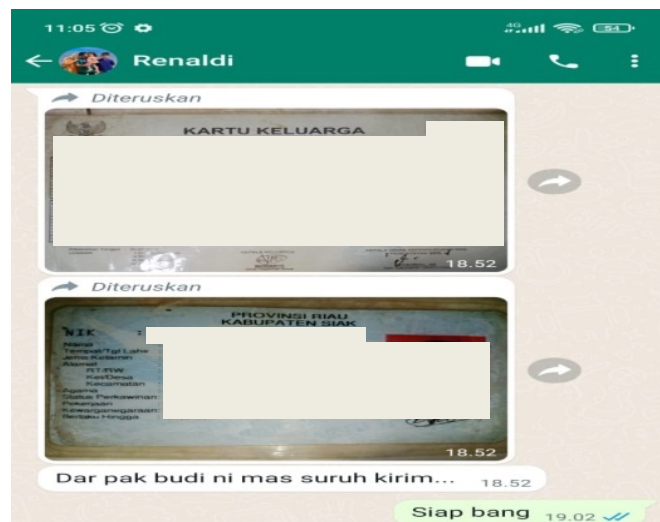 11:05
4G
54
Renaldi
Diteruskan
KARTU KELUARGA
18.52
Diteruskan
PROVINSI RIAU
KABUPATEN SIAK
NIK :
Nama
Tempat/Tgl Lahir
Jenis Kelamin
Alamat
RT/RW
Kel/Desa
Kecamatan
Agama
Status Perkawinan
Pekerjaan
Kewarganegaraan
Berlaku Hingga
18.52
Dar pak budi ni mas suruh kirim... 18.52
Siap bang 19.02